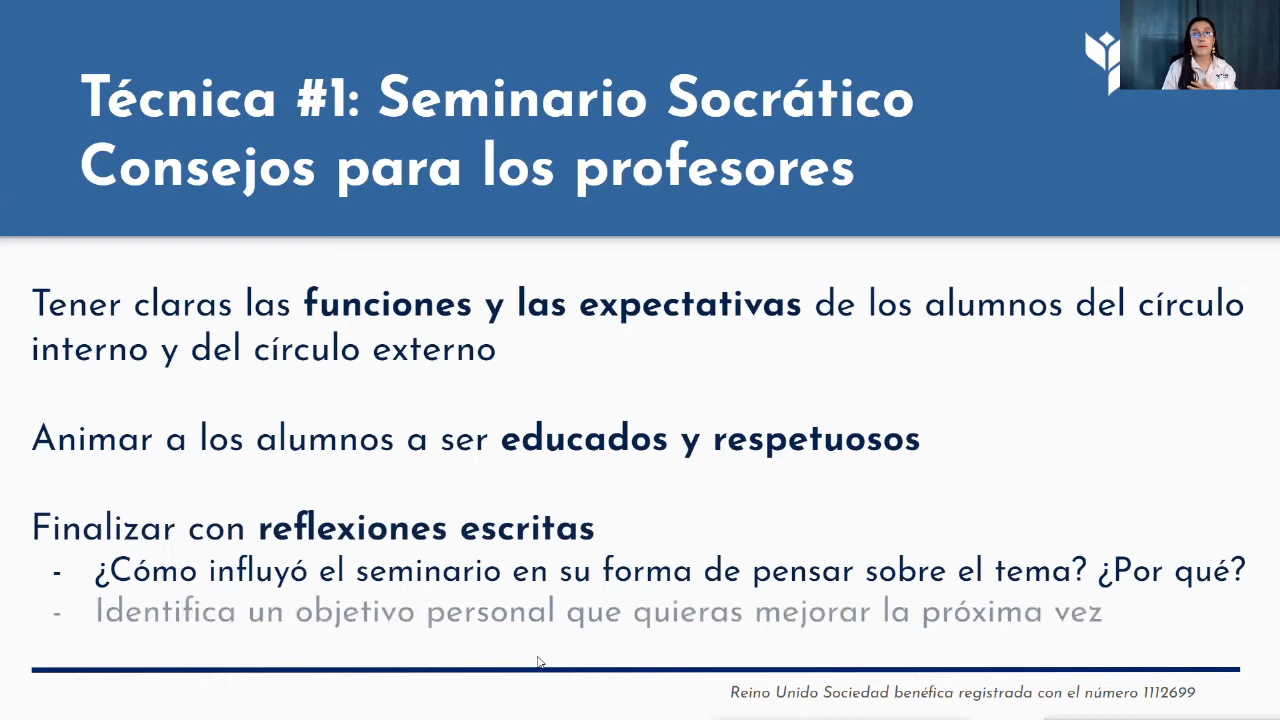 Técnica #1: Seminario Socrático
Consejos para los profesores
Tener claras las funciones y las expectativas de los alumnos del círculo
interno y del círculo externo
Animar a los alumnos a ser educados y respetuosos
Finalizar con reflexiones escritas
- ¿Cómo influyó el seminario en su forma de pensar sobre el tema? ¿Por qué?
- Identifica un objetivo personal que quieras mejorar la próxima vez
Reino Unido Sociedad benéfica registrada con el número 1112699